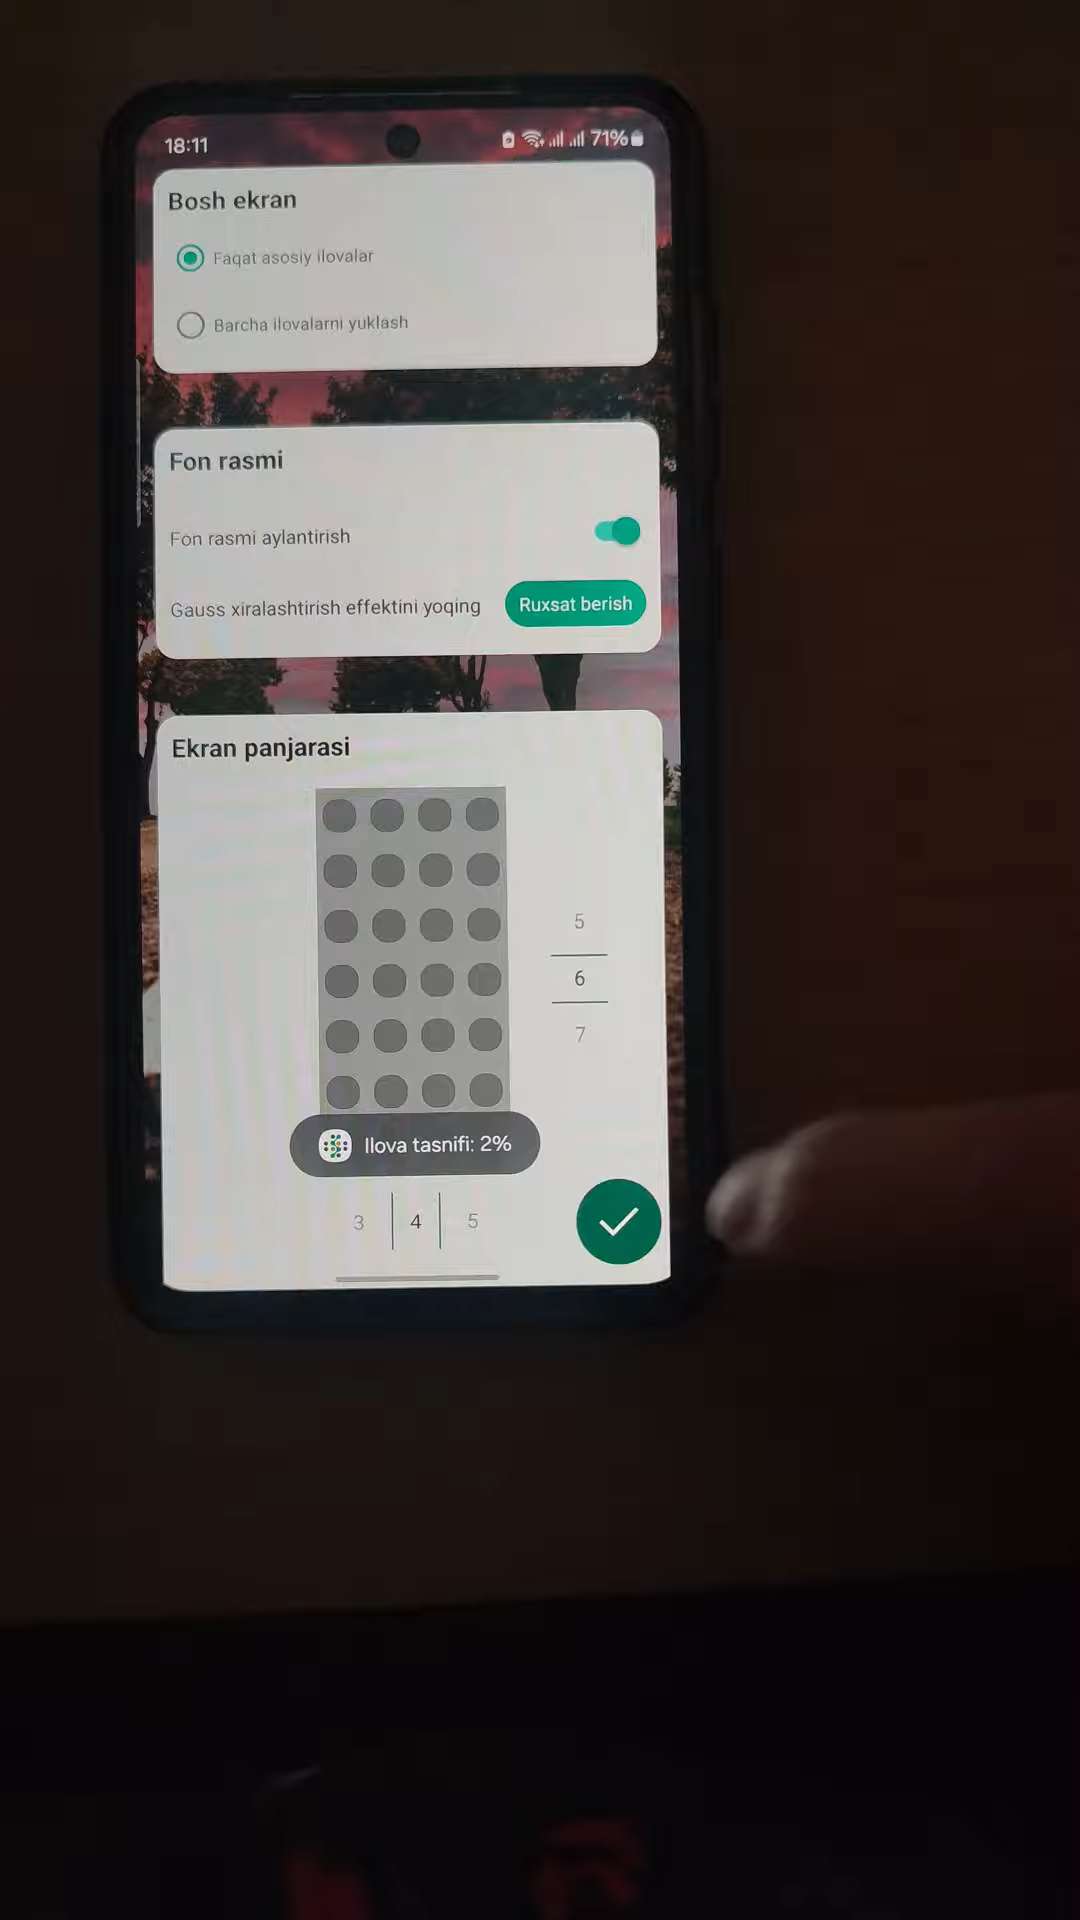 18:11
71%
Bosh ekran
Faqat asosiy ilovalar
Barcha ilovalarni yuklash
Fon rasmi
Fon rasmi aylantirish
Gauss xiralashtirish effektini yoqing
Ruxsat berish
Ekran panjarasi
5
6
7
Ilova tasnifi: 2%
3 4 5